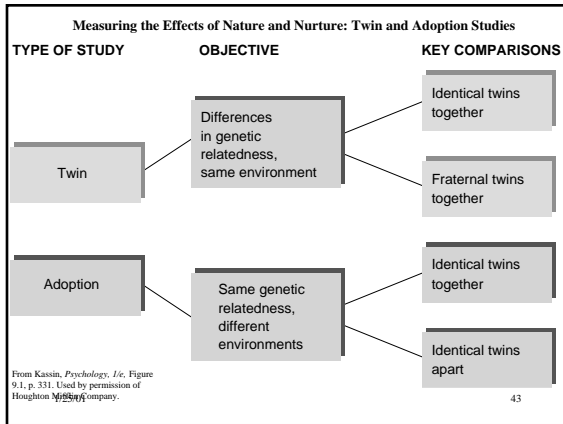 Measuring the Effects of Nature and Nurture: Twin and Adoption Studies
TYPE OF STUDY OBJECTIVE KEY COMPARISONS
Twin
Differences
in genetic
relatedness,
same environment
Identical twins
together
Fraternal twins
together
Adoption
Same genetic
relatedness,
different
environments
Identical twins
together
Identical twins
apart
From Kassin, Psychology, 1/e, Figure
9.1, p. 331. Used by permission of
Houghton Mifflin Company.
43